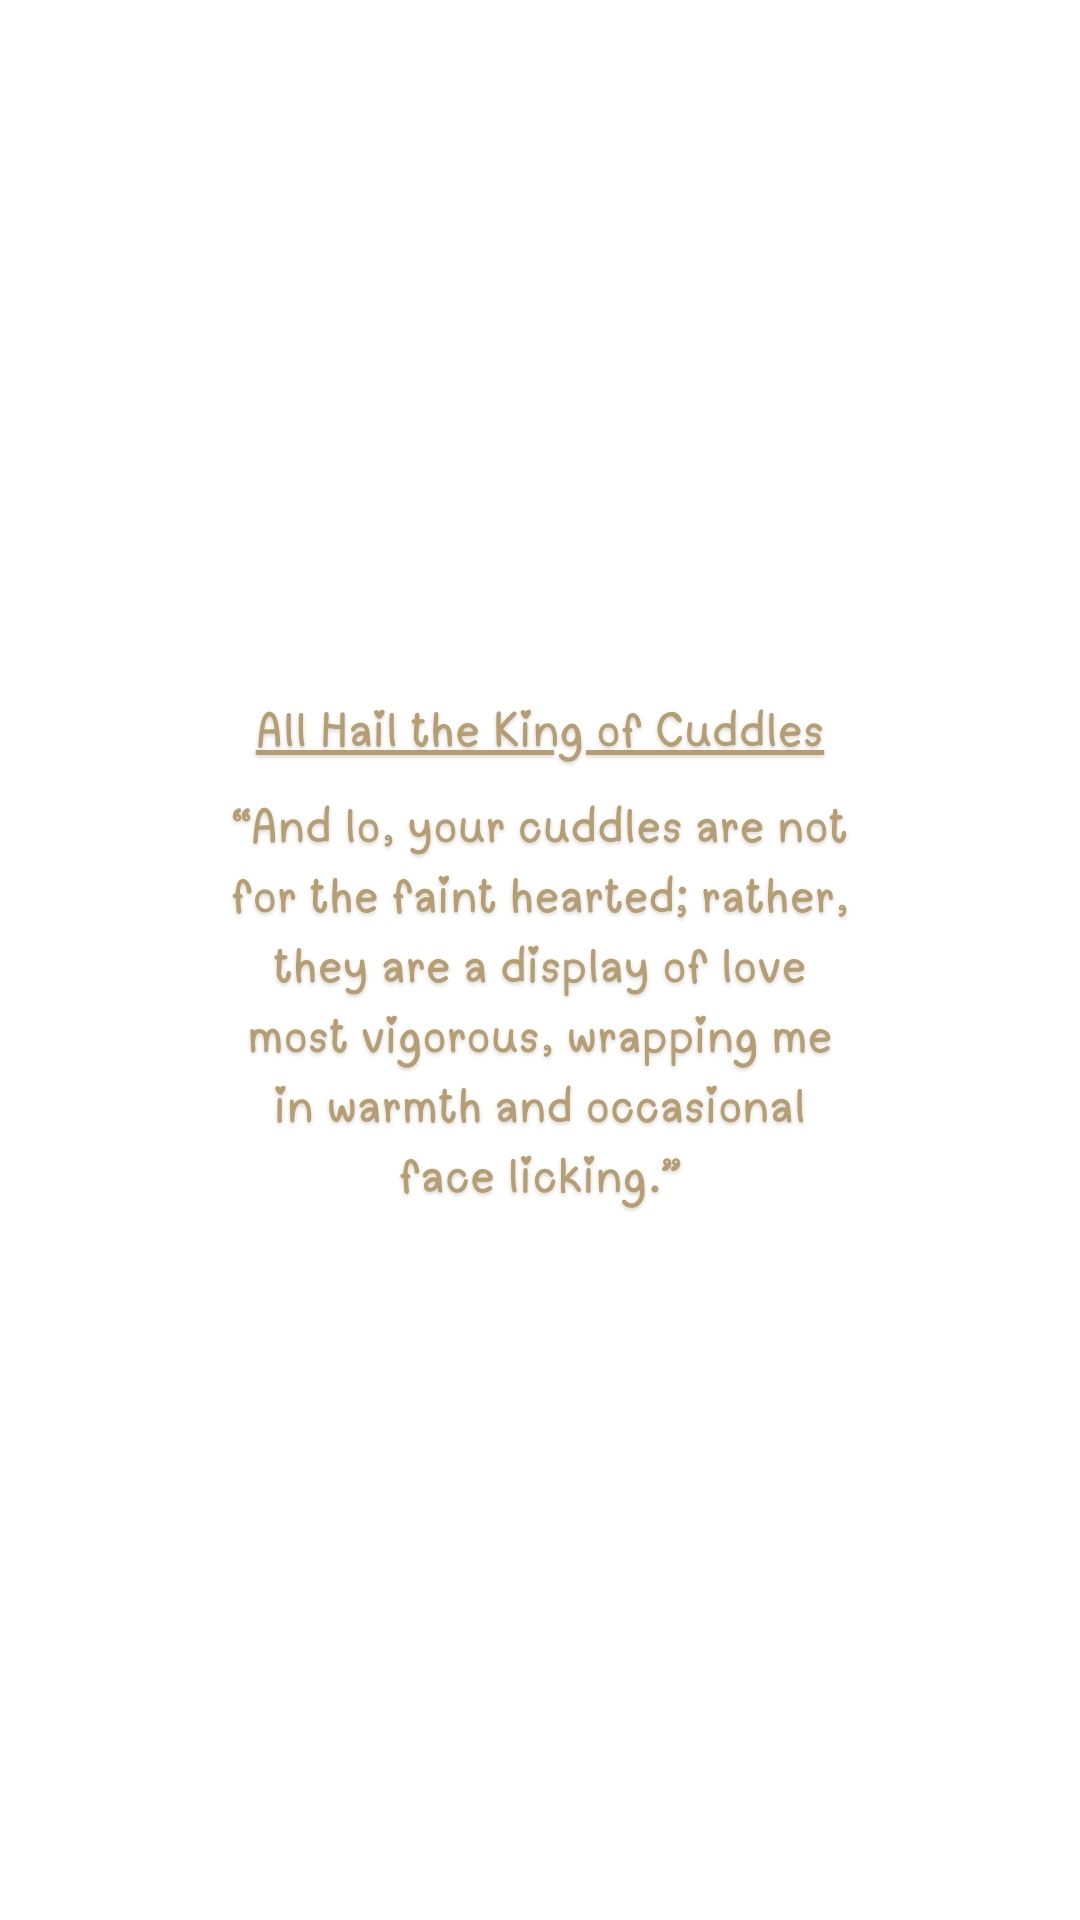 All Hail the King of Cuddles
“And lo, your cuddles are not
for the faint hearted; rather,
they are a display of love
most vigorous, wrapping me
in warmth and occasional
face licking.”